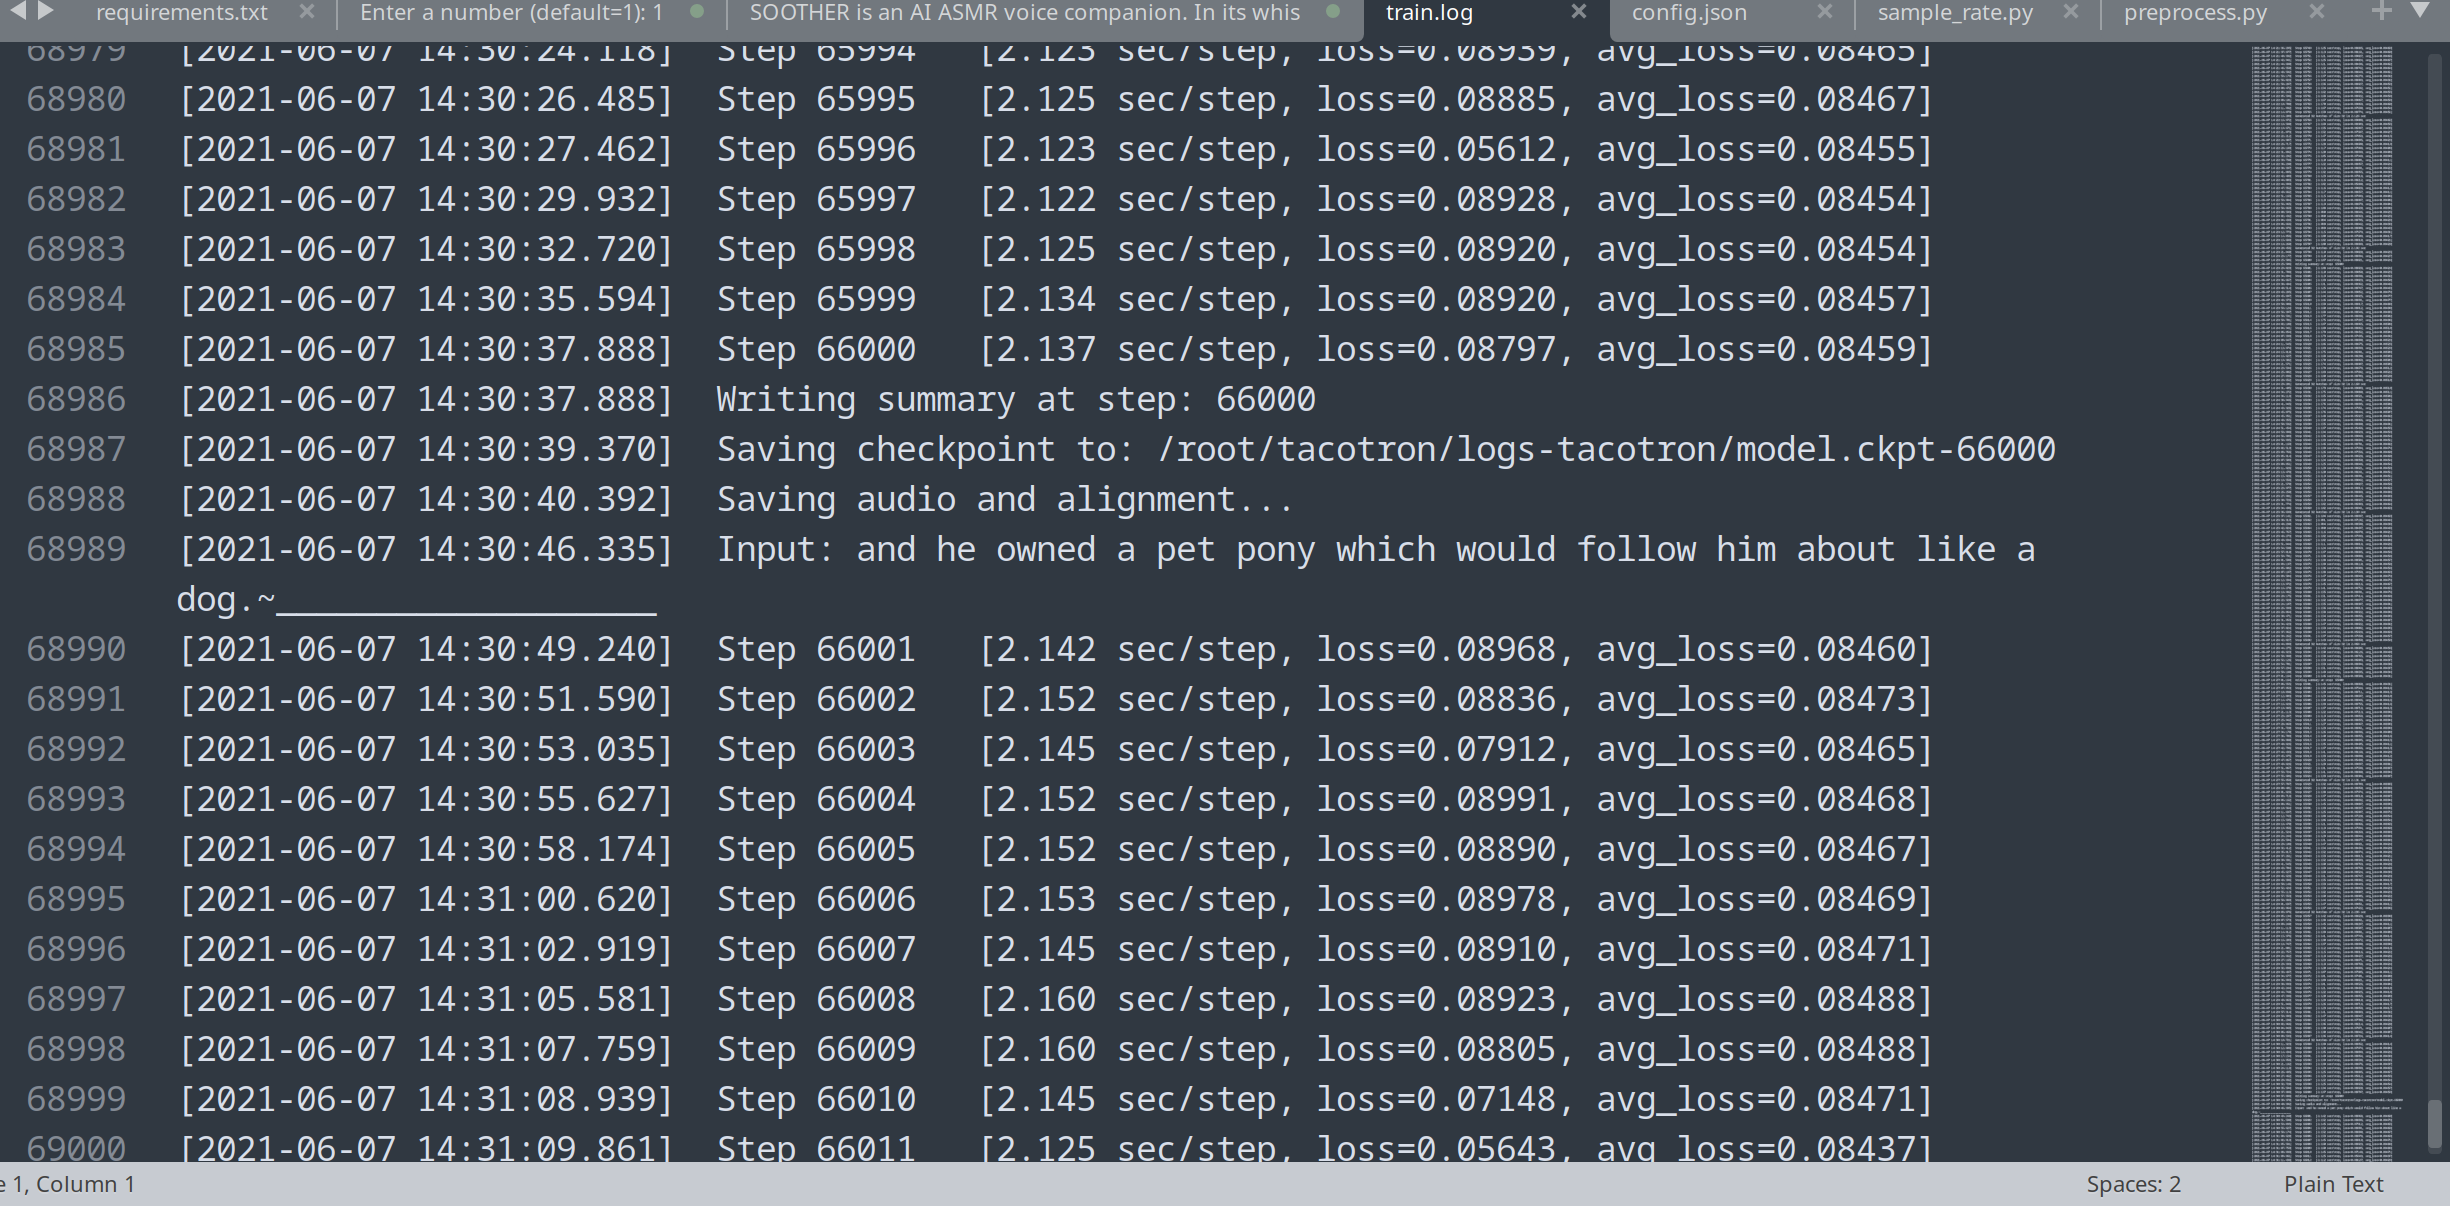 requirements.txt × Enter a number (default=1): 1 SOOTHER is an AI ASMR voice companion. In its whis train.log × config.json × sample_rate.py × preprocess.py × +
68979 [2021-06-07 14:30:24.118] Step 65994 [2.123 sec/step, loss=0.08939, avg_loss=0.08465]
68980 [2021-06-07 14:30:26.485] Step 65995 [2.125 sec/step, loss=0.08885, avg_loss=0.08467]
68981 [2021-06-07 14:30:27.462] Step 65996 [2.123 sec/step, loss=0.05612, avg_loss=0.08455]
68982 [2021-06-07 14:30:29.932] Step 65997 [2.122 sec/step, loss=0.08928, avg_loss=0.08454]
68983 [2021-06-07 14:30:32.720] Step 65998 [2.125 sec/step, loss=0.08920, avg_loss=0.08454]
68984 [2021-06-07 14:30:35.594] Step 65999 [2.134 sec/step, loss=0.08920, avg_loss=0.08457]
68985 [2021-06-07 14:30:37.888] Step 66000 [2.137 sec/step, loss=0.08797, avg_loss=0.08459]
68986 [2021-06-07 14:30:37.888] Writing summary at step: 66000
68987 [2021-06-07 14:30:39.370] Saving checkpoint to: /root/tacotron/logs-tacotron/model.ckpt-66000
68988 [2021-06-07 14:30:40.392] Saving audio and alignment...
68989 [2021-06-07 14:30:46.335] Input: and he owned a pet pony which would follow him about like a
dog.~___________________
68990 [2021-06-07 14:30:49.240] Step 66001 [2.142 sec/step, loss=0.08968, avg_loss=0.08460]
68991 [2021-06-07 14:30:51.590] Step 66002 [2.152 sec/step, loss=0.08836, avg_loss=0.08473]
68992 [2021-06-07 14:30:53.035] Step 66003 [2.145 sec/step, loss=0.07912, avg_loss=0.08465]
68993 [2021-06-07 14:30:55.627] Step 66004 [2.152 sec/step, loss=0.08991, avg_loss=0.08468]
68994 [2021-06-07 14:30:58.174] Step 66005 [2.152 sec/step, loss=0.08890, avg_loss=0.08467]
68995 [2021-06-07 14:31:00.620] Step 66006 [2.153 sec/step, loss=0.08978, avg_loss=0.08469]
68996 [2021-06-07 14:31:02.919] Step 66007 [2.145 sec/step, loss=0.08910, avg_loss=0.08471]
68997 [2021-06-07 14:31:05.581] Step 66008 [2.160 sec/step, loss=0.08923, avg_loss=0.08488]
68998 [2021-06-07 14:31:07.759] Step 66009 [2.160 sec/step, loss=0.08805, avg_loss=0.08488]
68999 [2021-06-07 14:31:08.939] Step 66010 [2.145 sec/step, loss=0.07148, avg_loss=0.08471]
69000 [2021-06-07 14:31:09.861] Step 66011 [2.125 sec/step, loss=0.05643, avg_loss=0.08437]
e 1, Column 1 Spaces: 2 Plain Text